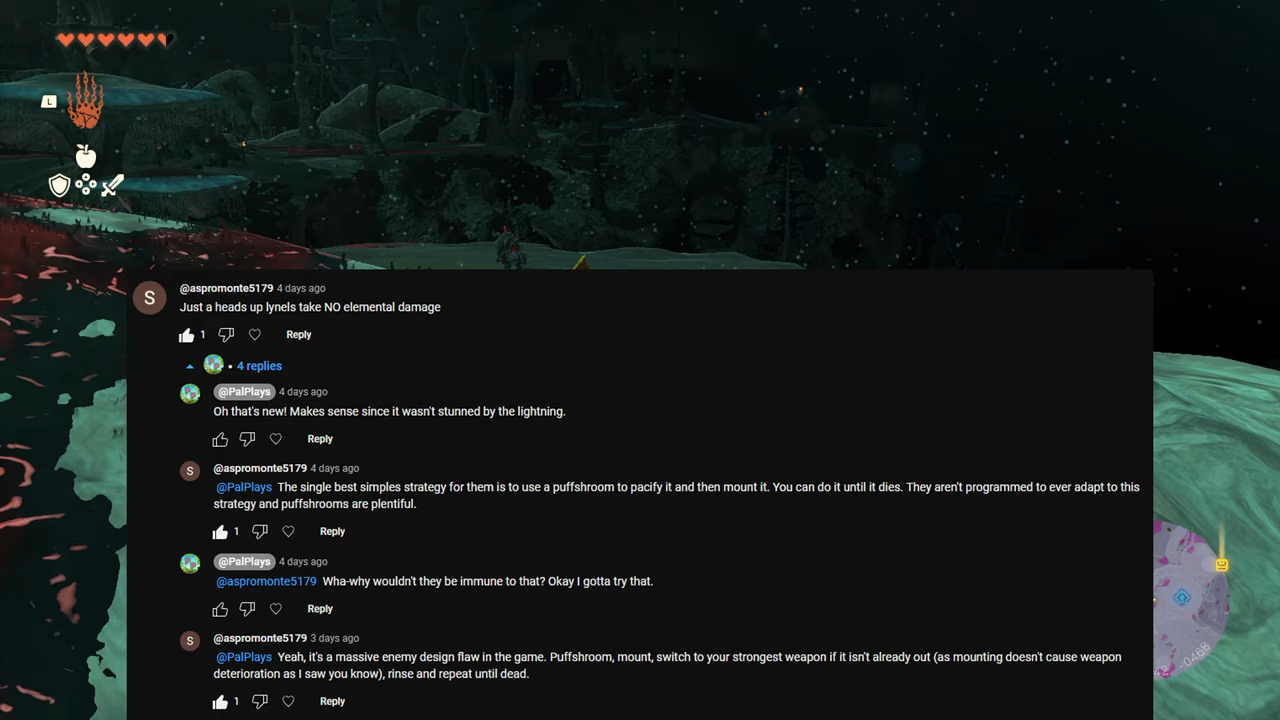 L
@aspromonte5179 4 days ago
S
Just a heads up lynels take NO elemental damage
1 Reply
• 4 replies
@PalPlays 4 days ago
Oh that's new! Makes sense since it wasn't stunned by the lightning.
Reply
@aspromonte5179 4 days ago
S
@PalPlays The single best simples strategy for them is to use a puffshroom to pacify it and then mount it. You can do it until it dies. They aren't programmed to ever adapt to this
strategy and puffshrooms are plentiful.
1 Reply
@PalPlays 4 days ago
@aspromonte5179 Wha-why wouldn't they be immune to that? Okay I gotta try that.
Reply
@aspromonte5179 3 days ago
S
@PalPlays Yeah, it's a massive enemy design flaw in the game. Puffshroom, mount, switch to your strongest weapon if it isn't already out (as mounting doesn't cause weapon
deterioration as I saw you know), rinse and repeat until dead.
1 Reply
-0468